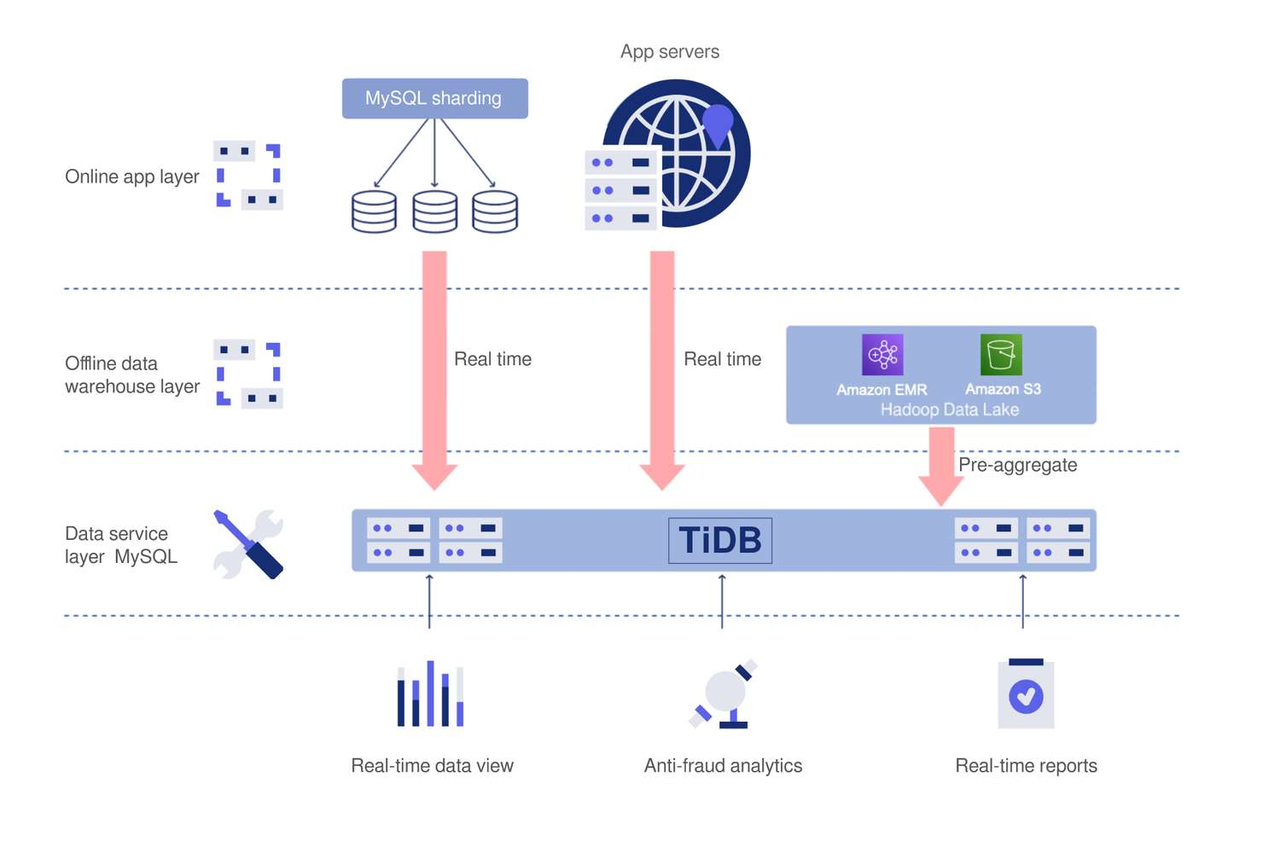 App servers
MySQL sharding
Online app layer
Offline data
warehouse layer
Real time
Real time
Amazon EMR
Amazon S3
Hadoop Data Lake
Pre-aggregate
Data service
layer MySQL
TiDB
Real-time data view
Anti-fraud analytics
Real-time reports